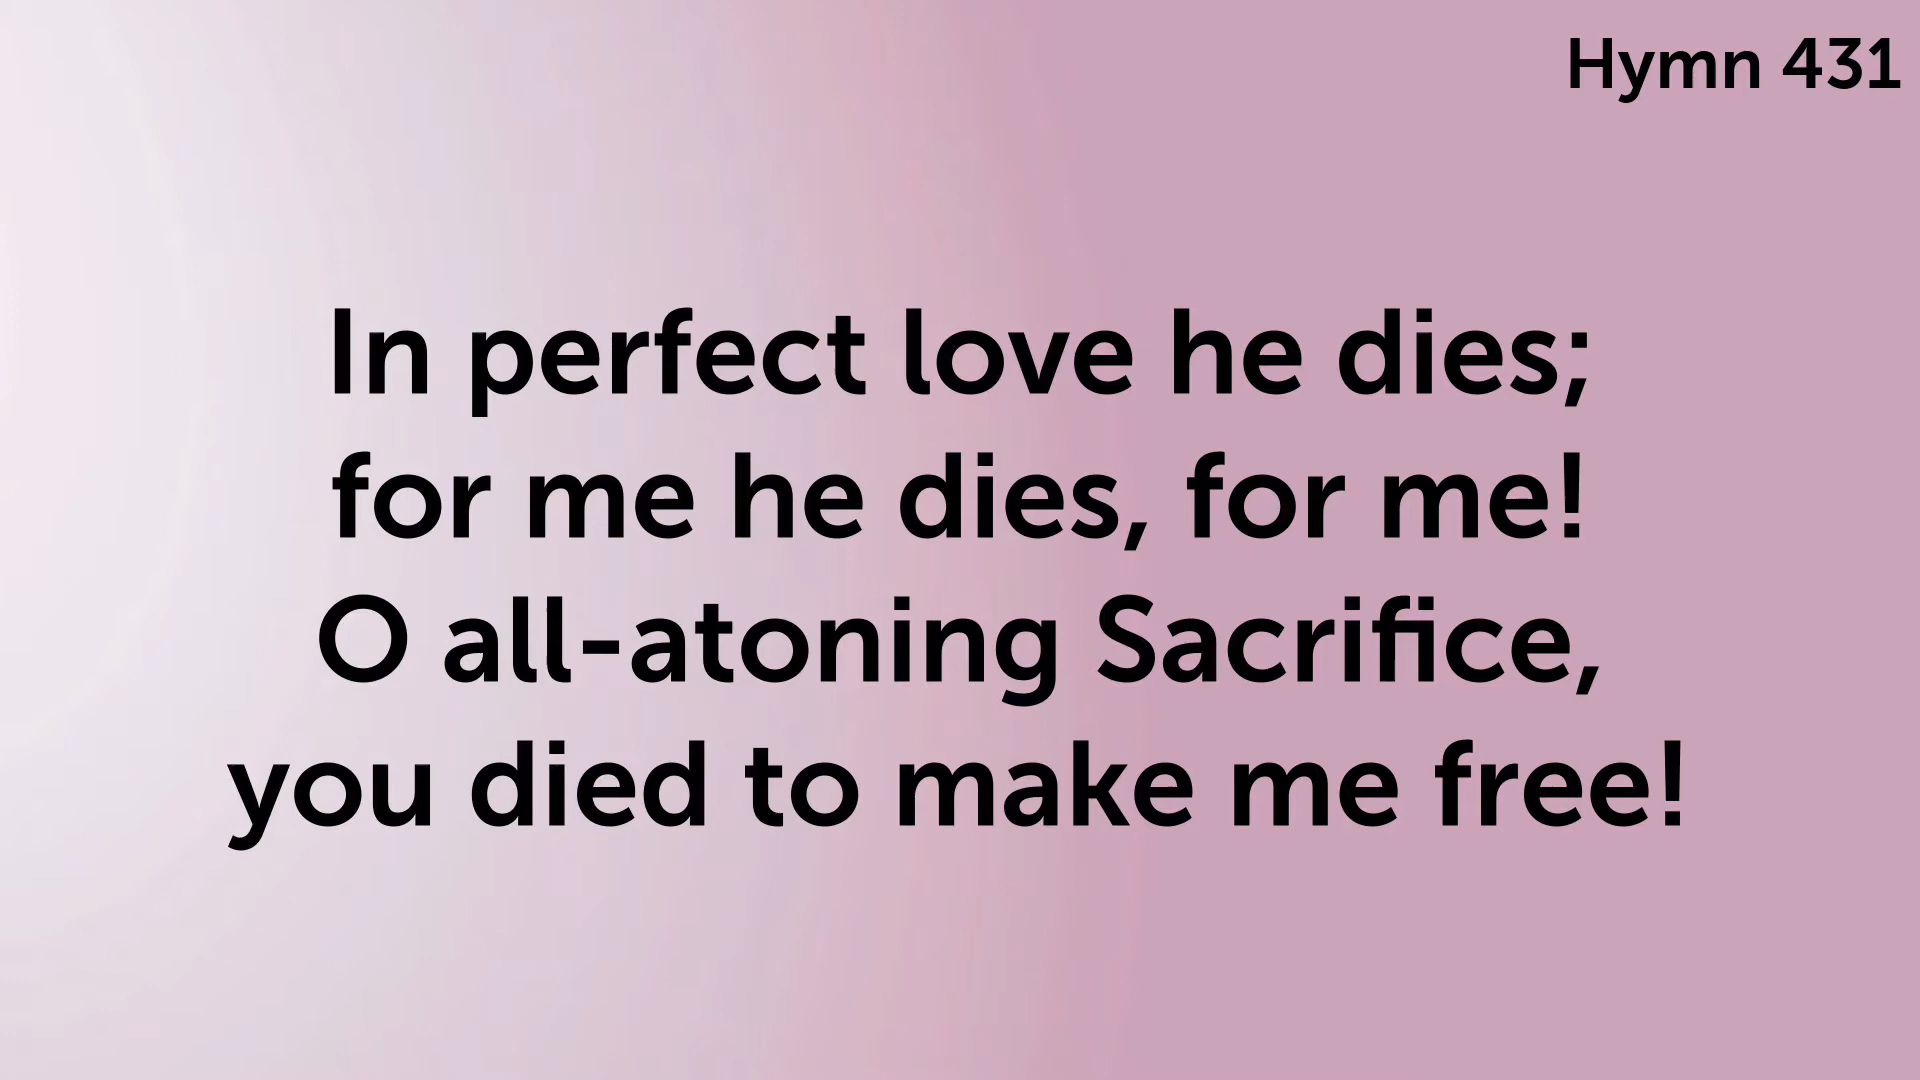 Hymn 431
In perfect love he dies;
for me he dies, for me!
O all-atoning Sacrifice,
you died to make me free!